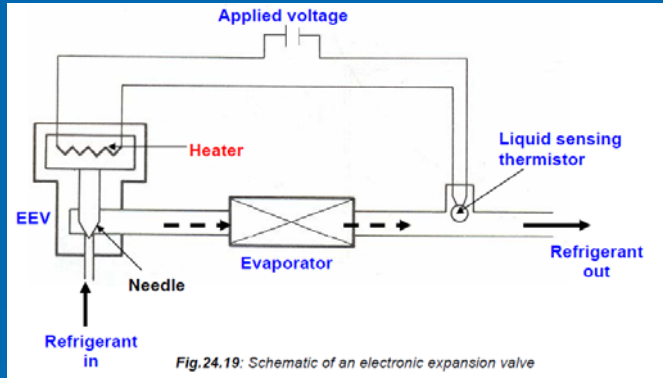 Applied voltage
Heater
Liquid sensing
thermistor
EEV
Evaporator
Needle
Refrigerant
out
Refrigerant
in
Fig.24.19: Schematic of an electronic expansion valve